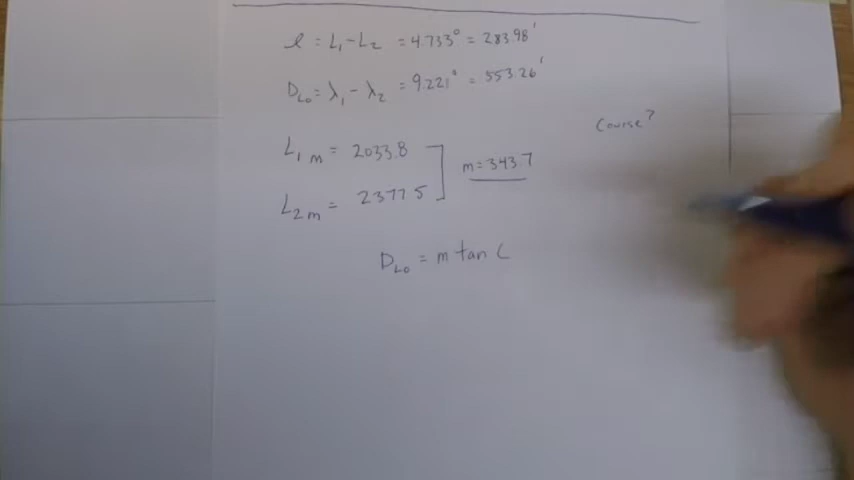 l = L₁ - L₂ = 4.733° = 283.98'
D_Lo = λ₁ - λ₂ = 9.221° = 553.26'
Course?
L₁ₘ = 2033.8
m = 343.7
L₂ₘ = 2377.5
D_Lo = m tan C